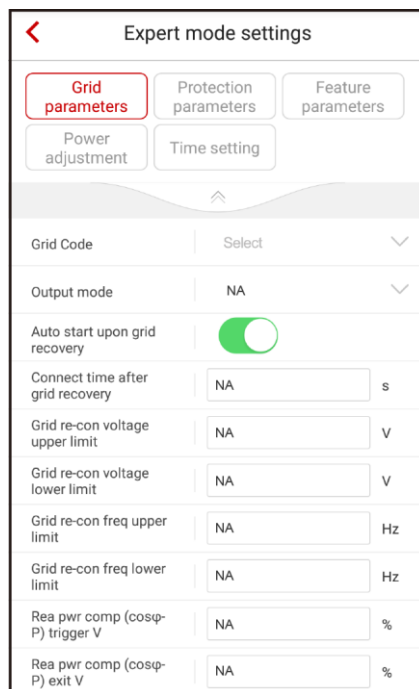 Expert mode settings
Grid
parameters
Protection
parameters
Feature
parameters
Power
adjustment
Time setting
Grid Code
Select
Output mode
NA
Auto start upon grid
recovery
Connect time after
grid recovery
NA
s
Grid re-con voltage
upper limit
NA
V
Grid re-con voltage
lower limit
NA
V
Grid re-con freq upper
limit
NA
Hz
Grid re-con freq lower
limit
NA
Hz
Rea pwr comp (cosφ-
P) trigger V
NA
%
Rea pwr comp (cosφ-
P) exit V
NA
%